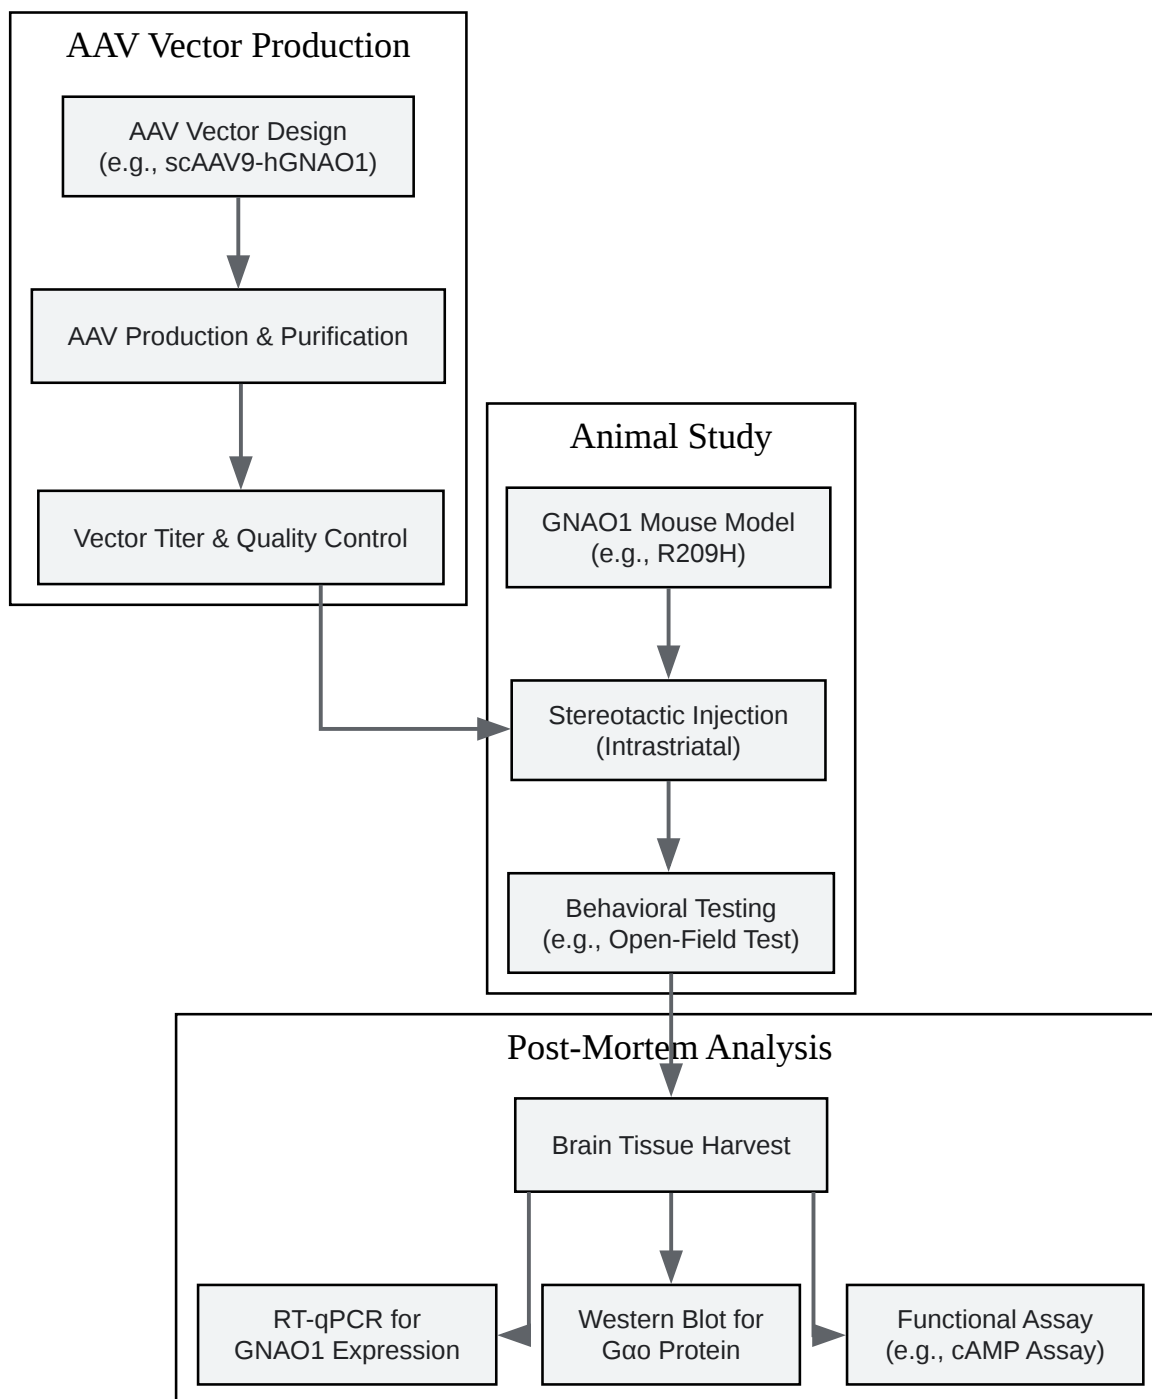 AAV Vector Production
AAV Vector Design
(e.g., scAAV9-hGNAO1)
AAV Production & Purification
Vector Titer & Quality Control
Animal Study
GNAO1 Mouse Model
(e.g., R209H)
Stereotactic Injection
(Intrastriatal)
Behavioral Testing
(e.g., Open-Field Test)
Post-Mortem Analysis
Brain Tissue Harvest
RT-qPCR for
GNAO1 Expression
Western Blot for
Gαo Protein
Functional Assay
(e.g., cAMP Assay)